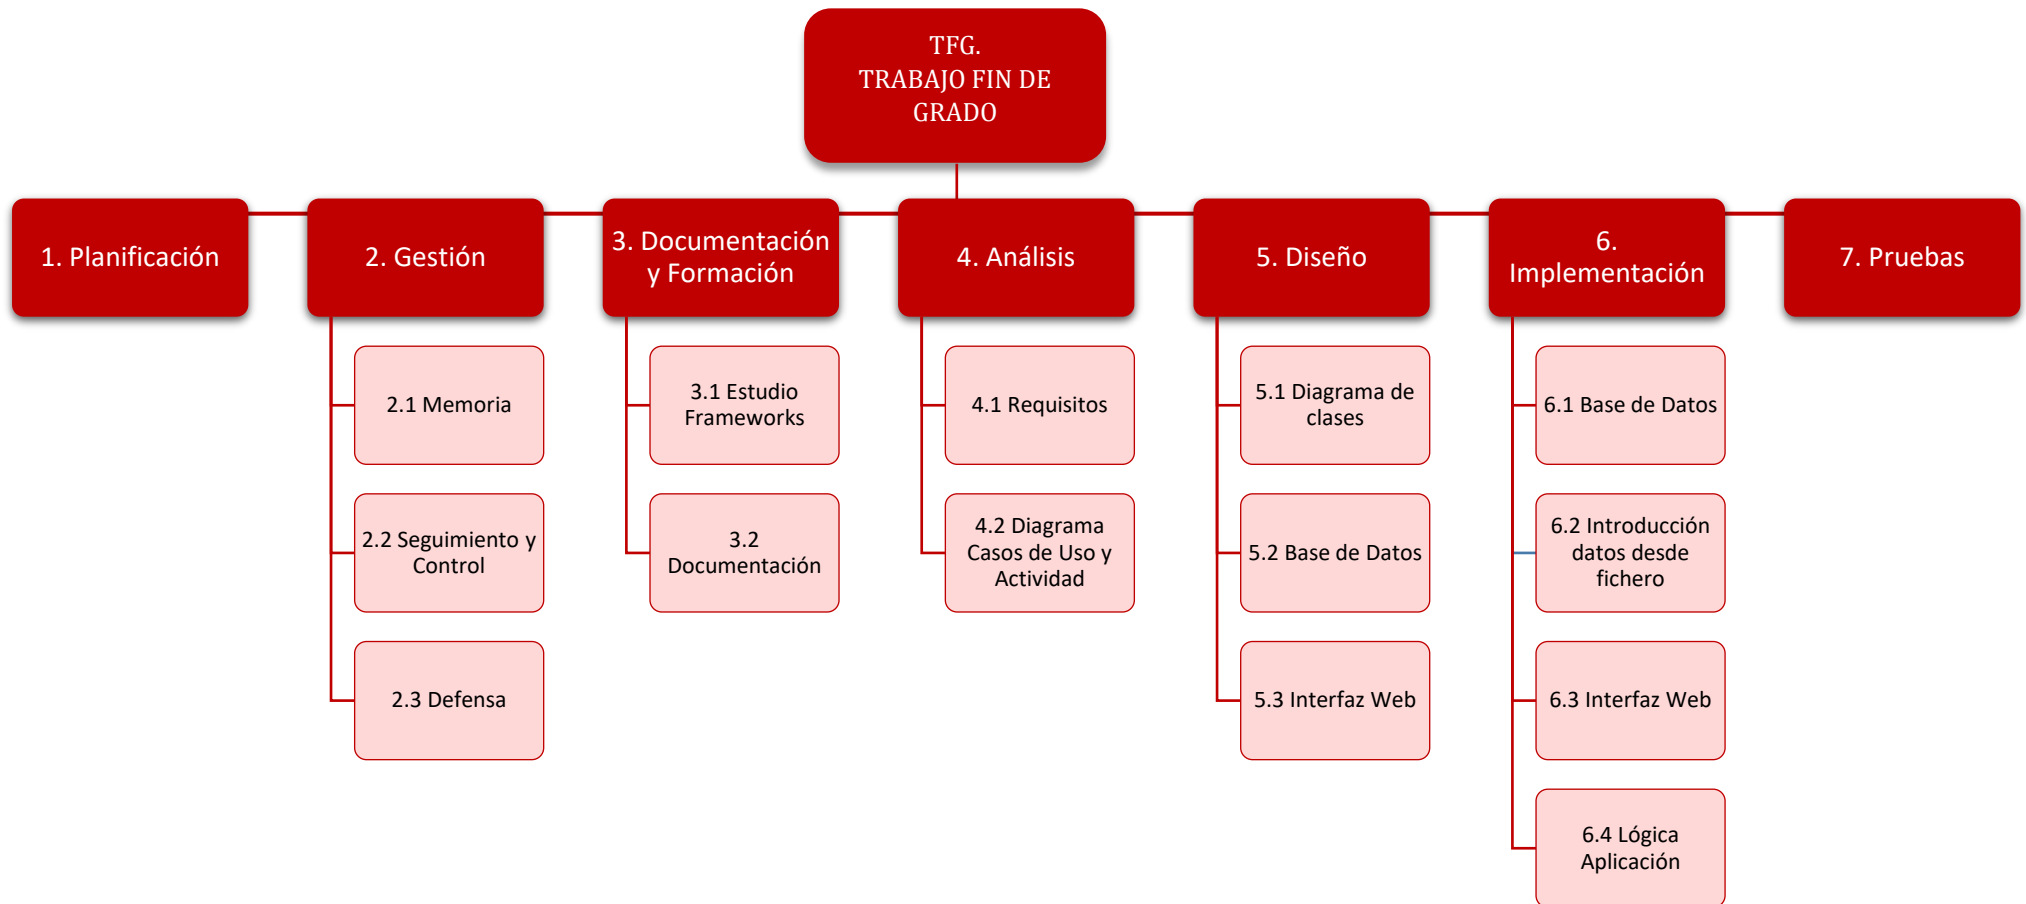 TFG.
TRABAJO FIN DE
GRADO
1. Planificación
2. Gestión
3. Documentación
y Formación
4. Análisis
5. Diseño
6.
Implementación
7. Pruebas
2.1 Memoria
2.2 Seguimiento y
Control
2.3 Defensa
3.1 Estudio
Frameworks
3.2
Documentación
4.1 Requisitos
4.2 Diagrama
Casos de Uso y
Actividad
5.1 Diagrama de
clases
5.2 Base de Datos
5.3 Interfaz Web
6.1 Base de Datos
6.2 Introducción
datos desde
fichero
6.3 Interfaz Web
6.4 Lógica
Aplicación